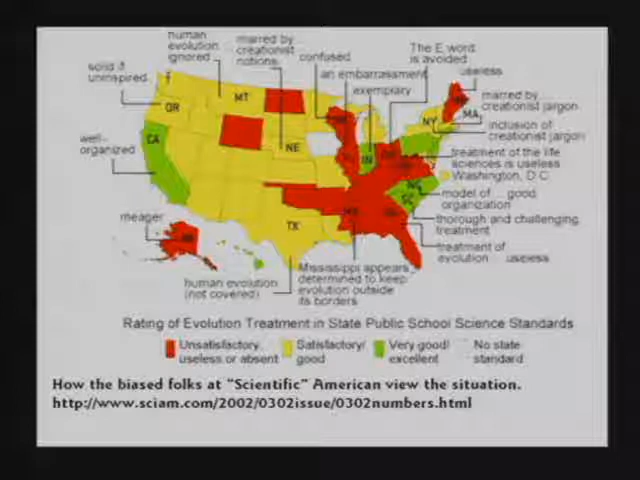 human
evolution
ignored
marred by
creationist
notions
confused
The E word
is avoided
solid if
uninspired
an embarrassment
exemplary
useless
marred by
creationist jargon
inclusion of
creationist jargon
well-
organized
treatment of the life
sciences is useless
Washington, D C
model of... good
organization
thorough and challenging
treatment
treatment of
evolution... useless
meager
human evolution
(not covered)
Mississippi appears
determined to keep
evolution outside
its borders
OR
MT
CA
NE
TX
IN
NY
MA
NC
SC
Rating of Evolution Treatment in State Public School Science Standards
Unsatisfactory,
useless or absent
Satisfactory/
good
Very good/
excellent
No state
standard
How the biased folks at “Scientific” American view the situation.
http://www.sciam.com/2002/0302issue/0302numbers.html